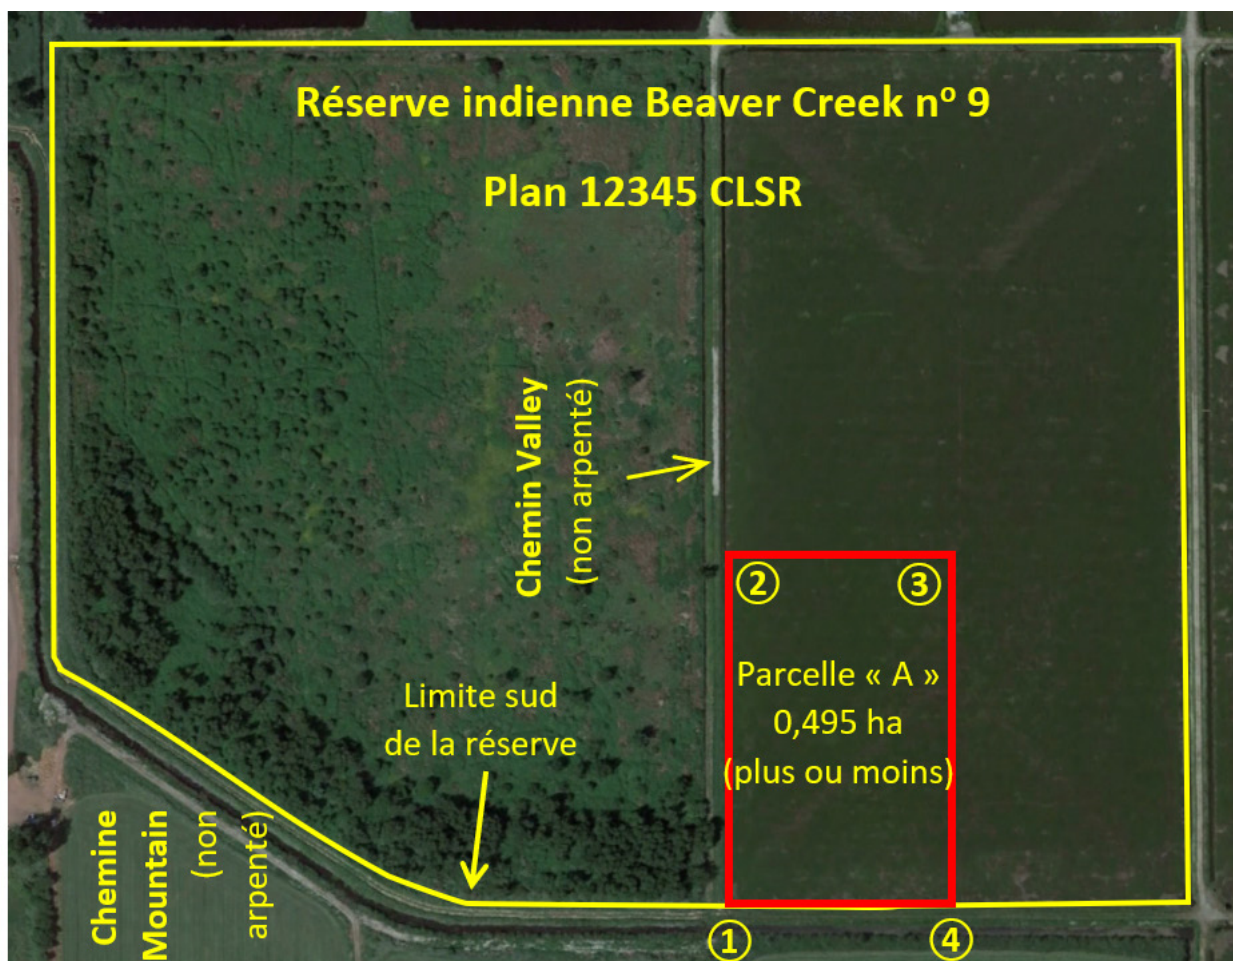 Réserve indienne Beaver Creek nº 9
Plan 12345 CLSR
Chemin Valley
(non arpenté)
②
③
Parcelle « A »
0,495 ha
(plus ou moins)
Limite sud
de la réserve
Chemine
Mountain
(non
arpenté)
①
④